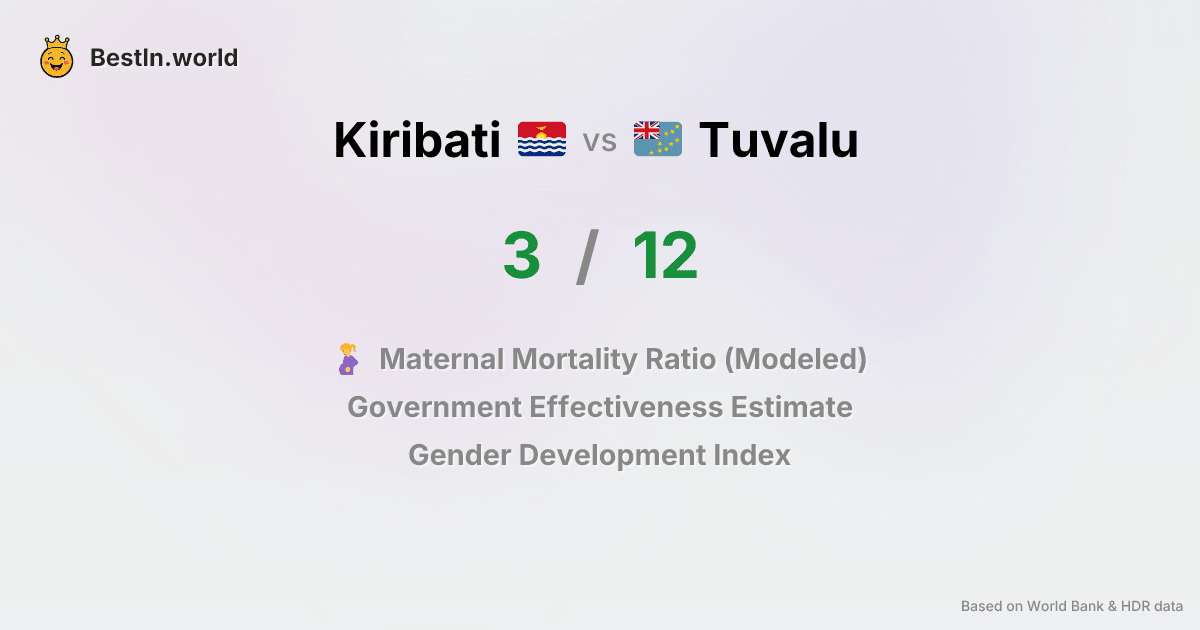 BestIn.world
Kiribati vs Tuvalu
3 / 12
Maternal Mortality Ratio (Modeled)
Government Effectiveness Estimate
Gender Development Index
Based on World Bank & HDR data